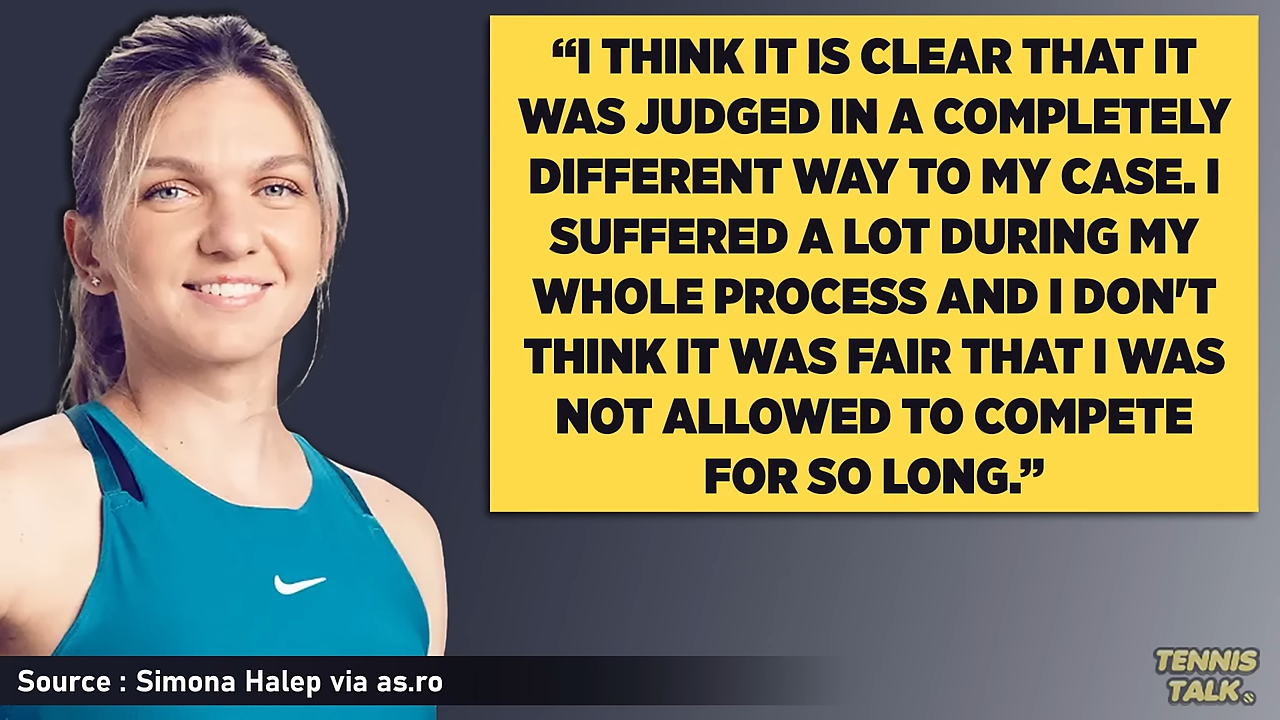 “I THINK IT IS CLEAR THAT IT
WAS JUDGED IN A COMPLETELY
DIFFERENT WAY TO MY CASE. I
SUFFERED A LOT DURING MY
WHOLE PROCESS AND I DON'T
THINK IT WAS FAIR THAT I WAS
NOT ALLOWED TO COMPETE
FOR SO LONG.”
Source : Simona Halep via as.ro
TENNIS
TALK